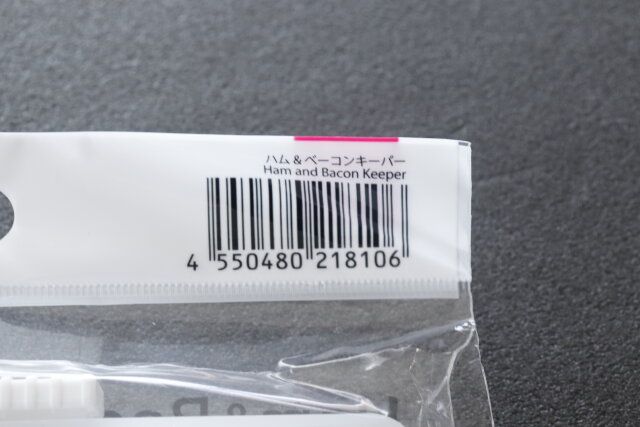 ハム&ベーコンキーパー
Ham and Bacon Keeper
4 550480 218106